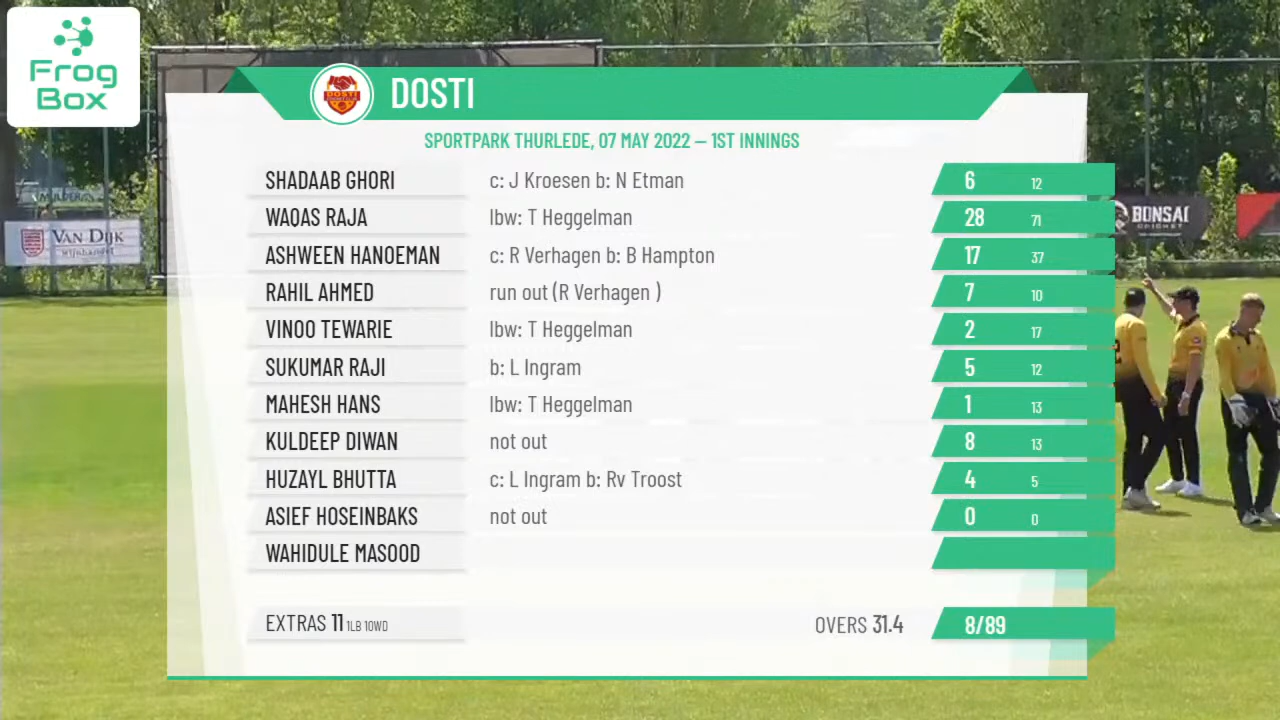 Frog
Box
DOSTI
SPORTPARK THURLEDE, 07 MAY 2022 – 1ST INNINGS
SHADAAB GHORI c: J Kroesen b: N Etman 6 12
WAQAS RAJA lbw: T Heggelman 28 71
ASHWEEN HANOEMAN c: R Verhagen b: B Hampton 17 37
RAHIL AHMED run out (R Verhagen ) 7 10
VINOO TEWARIE lbw: T Heggelman 2 17
SUKUMAR RAJI b: L Ingram 5 12
MAHESH HANS lbw: T Heggelman 1 13
KULDEEP DIWAN not out 8 13
HUZAYL BHUTTA c: L Ingram b: Rv Troost 4 5
ASIEF HOSEINBAKS not out 0 0
WAHIDULE MASOOD
EXTRAS 11 1LB 10WD OVERS 31.4 8/89
VAN DIJK
BONSAI
CRICKET